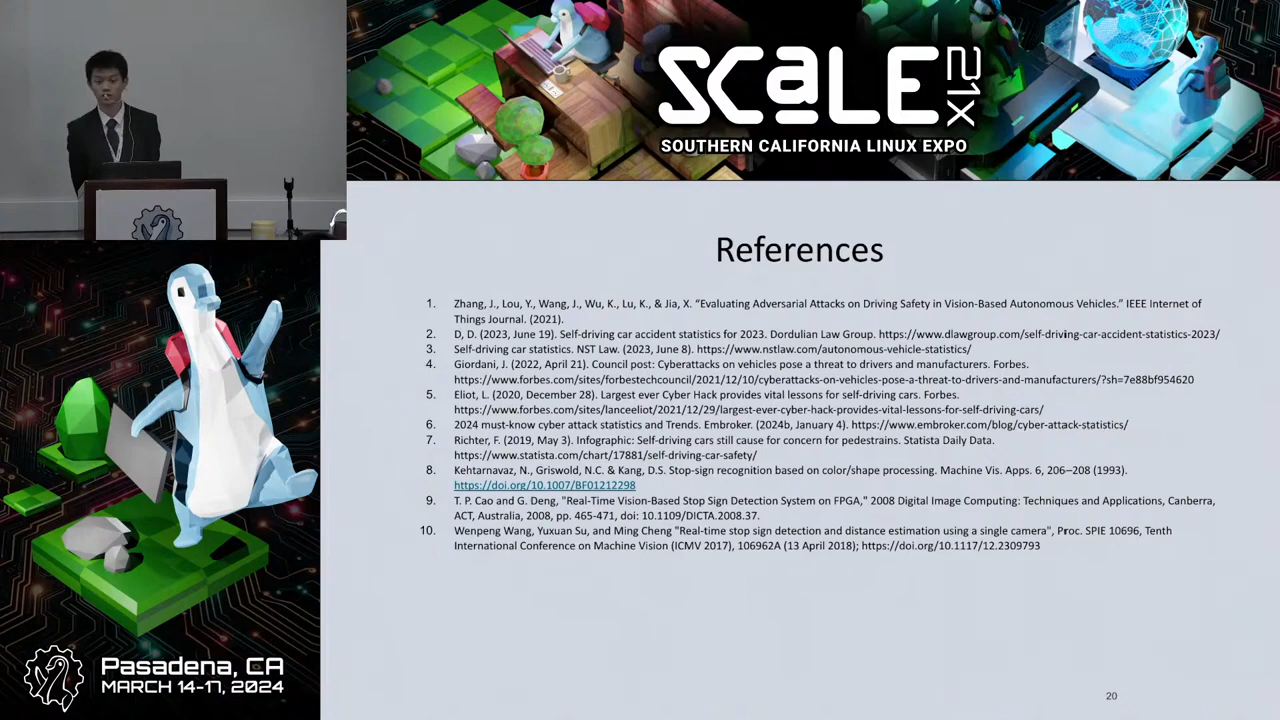 SCaLE 21x
SOUTHERN CALIFORNIA LINUX EXPO
References
1. Zhang, J., Lou, Y., Wang, J., Wu, K., Lu, K., & Jia, X. “Evaluating Adversarial Attacks on Driving Safety in Vision-Based Autonomous Vehicles.” IEEE Internet of
Things Journal. (2021).
2. D, D. (2023, June 19). Self-driving car accident statistics for 2023. Dordulian Law Group. https://www.dlawgroup.com/self-driving-car-accident-statistics-2023/
3. Self-driving car statistics. NST Law. (2023, June 8). https://www.nstlaw.com/autonomous-vehicle-statistics/
4. Giordani, J. (2022, April 21). Council post: Cyberattacks on vehicles pose a threat to drivers and manufacturers. Forbes.
https://www.forbes.com/sites/forbestechcouncil/2021/12/10/cyberattacks-on-vehicles-pose-a-threat-to-drivers-and-manufacturers/?sh=7e88bf954620
5. Eliot, L. (2020, December 28). Largest ever Cyber Hack provides vital lessons for self-driving cars. Forbes.
https://www.forbes.com/sites/lanceeliot/2021/12/29/largest-ever-cyber-hack-provides-vital-lessons-for-self-driving-cars/
6. 2024 must-know cyber attack statistics and Trends. Embroker. (2024b, January 4). https://www.embroker.com/blog/cyber-attack-statistics/
7. Richter, F. (2019, May 3). Infographic: Self-driving cars still cause for concern for pedestrains. Statista Daily Data.
https://www.statista.com/chart/17881/self-driving-car-safety/
8. Kehtarnavaz, N., Griswold, N.C. & Kang, D.S. Stop-sign recognition based on color/shape processing. Machine Vis. Apps. 6, 206–208 (1993).
https://doi.org/10.1007/BF01212298
9. T. P. Cao and G. Deng, "Real-Time Vision-Based Stop Sign Detection System on FPGA," 2008 Digital Image Computing: Techniques and Applications, Canberra,
ACT, Australia, 2008, pp. 465-471, doi: 10.1109/DICTA.2008.37.
10. Wenpeng Wang, Yuxuan Su, and Ming Cheng "Real-time stop sign detection and distance estimation using a single camera", Proc. SPIE 10696, Tenth
International Conference on Machine Vision (ICMV 2017), 106962A (13 April 2018); https://doi.org/10.1117/12.2309793
20
Pasadena, CA
MARCH 14-17, 2024